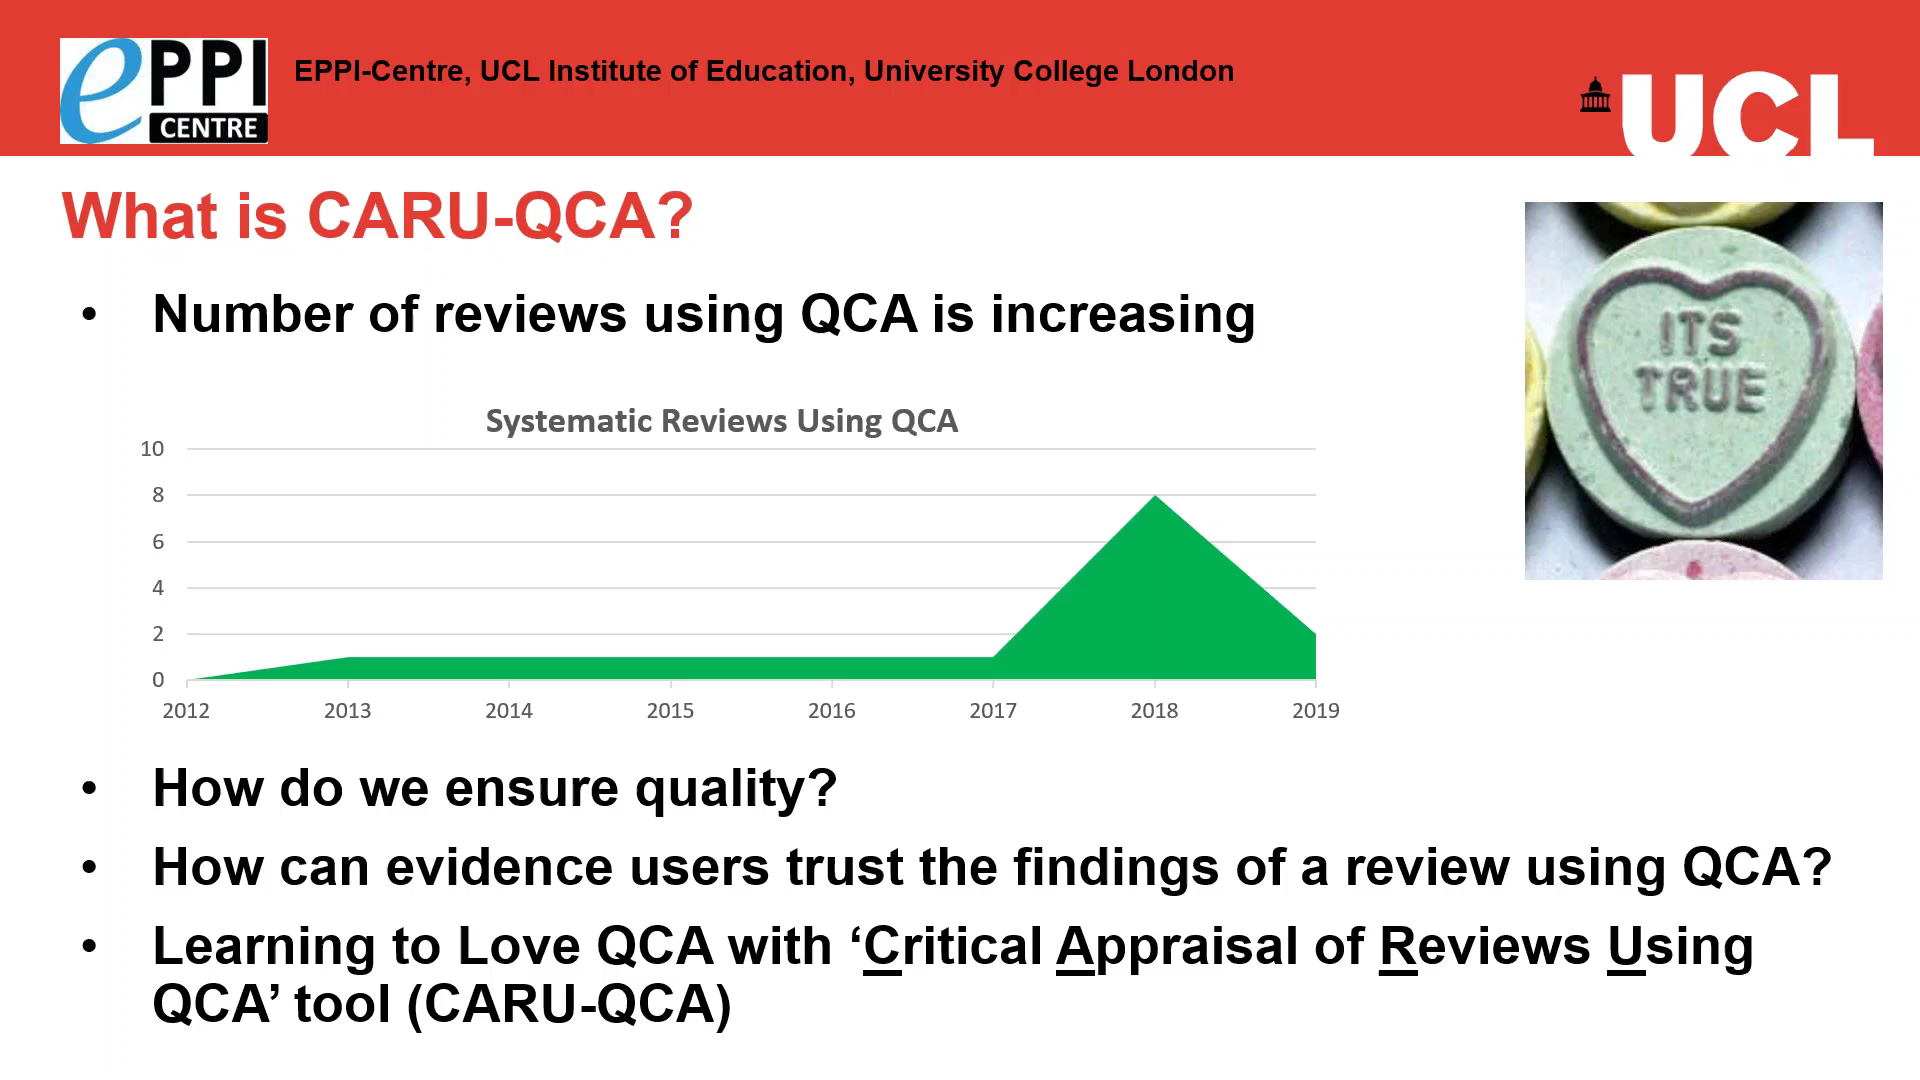 ePPI
CENTRE
EPPI-Centre, UCL Institute of Education, University College London
UCL
What is CARU-QCA?
• Number of reviews using QCA is increasing
ITS
TRUE
Systematic Reviews Using QCA
10
8
6
4
2
0
2012 2013 2014 2015 2016 2017 2018 2019
• How do we ensure quality?
• How can evidence users trust the findings of a review using QCA?
• Learning to Love QCA with ‘Critical Appraisal of Reviews Using
QCA’ tool (CARU-QCA)